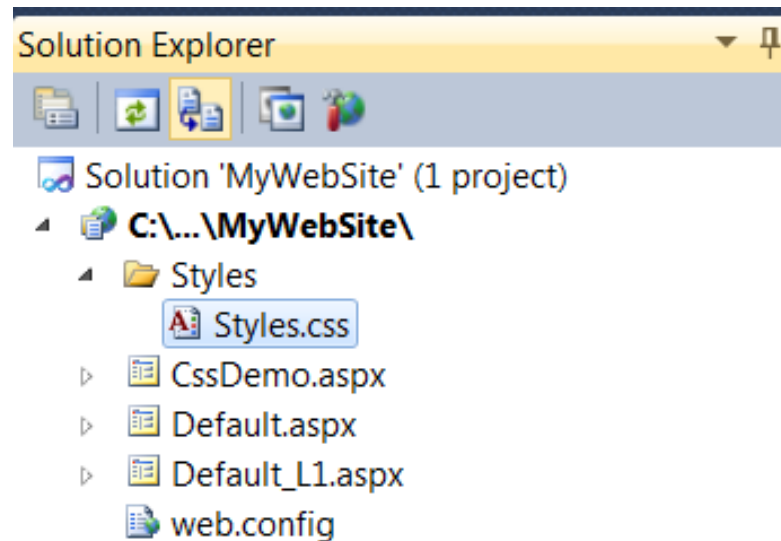 Solution Explorer
Solution 'MyWebSite' (1 project)
C:\...\MyWebSite\
Styles
Styles.css
CssDemo.aspx
Default.aspx
Default_L1.aspx
web.config